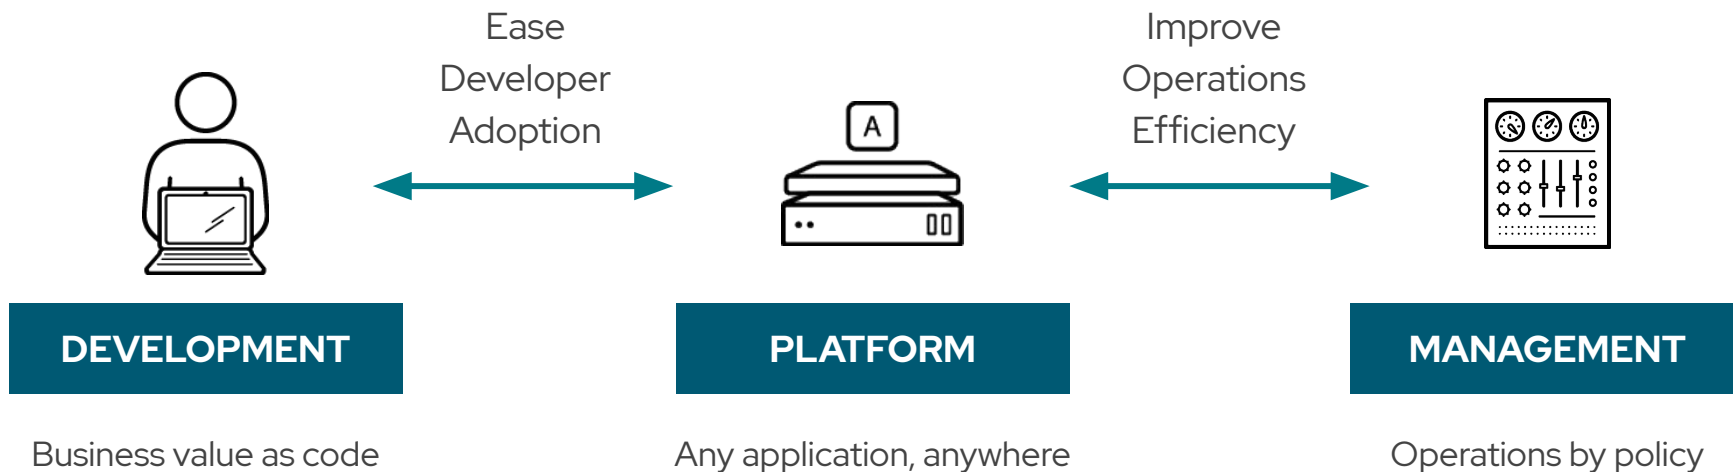 Ease
Developer
Adoption
Improve
Operations
Efficiency
A
DEVELOPMENT
PLATFORM
MANAGEMENT
Business value as code
Any application, anywhere
Operations by policy